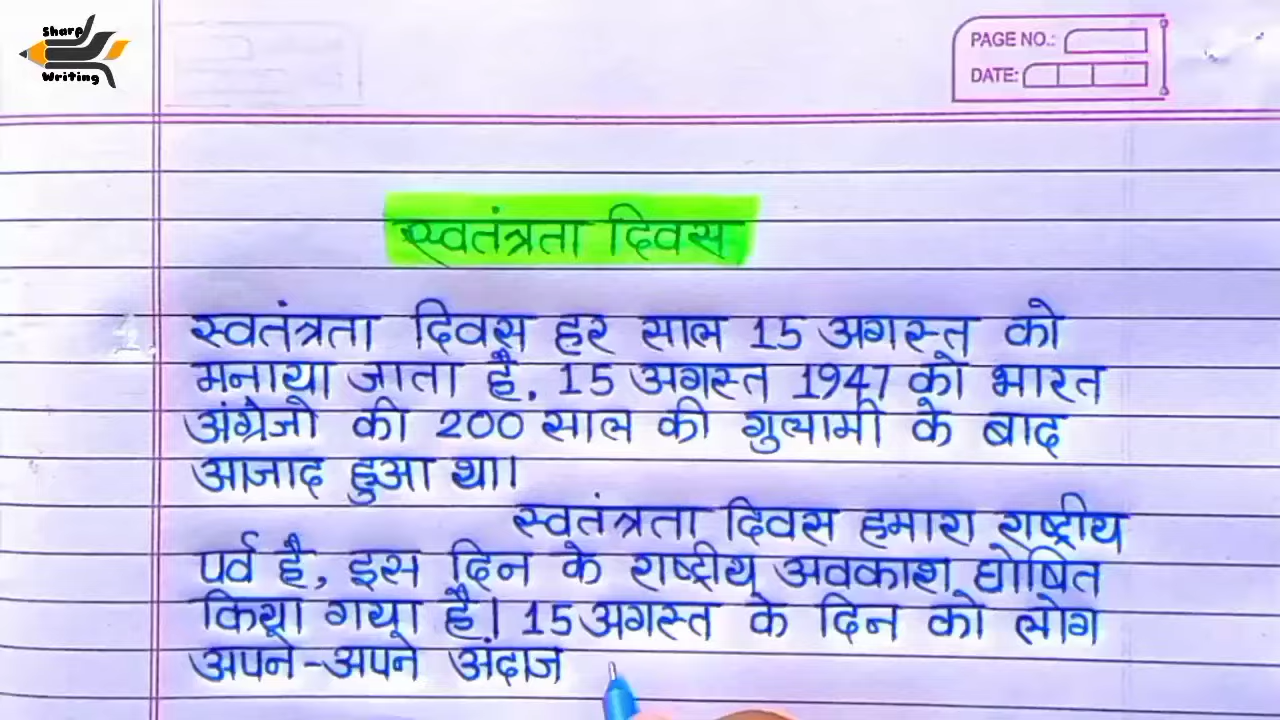 Sharp
Writing
PAGE NO.:
DATE:
स्वतंत्रता दिवस
स्वतंत्रता दिवस हर साल 15 अगस्त को
मनाया जाता है. 15 अगस्त 1947 को भारत
अंग्रेजो की 200 साल की गुलामी के बाद
आजाद हुआ था।
स्वतंत्रता दिवस हमारा राष्ट्रीय
पर्व है, इस दिन के राष्ट्रीय अवकाश घोषित
किया गया है। 15 अगस्त के दिन को लोग
अपने-अपने अंदाज